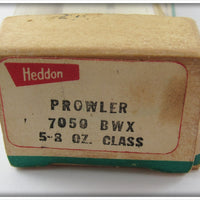 Heddon
PROWLER
7050 BWX
5-8 OZ. CLASS